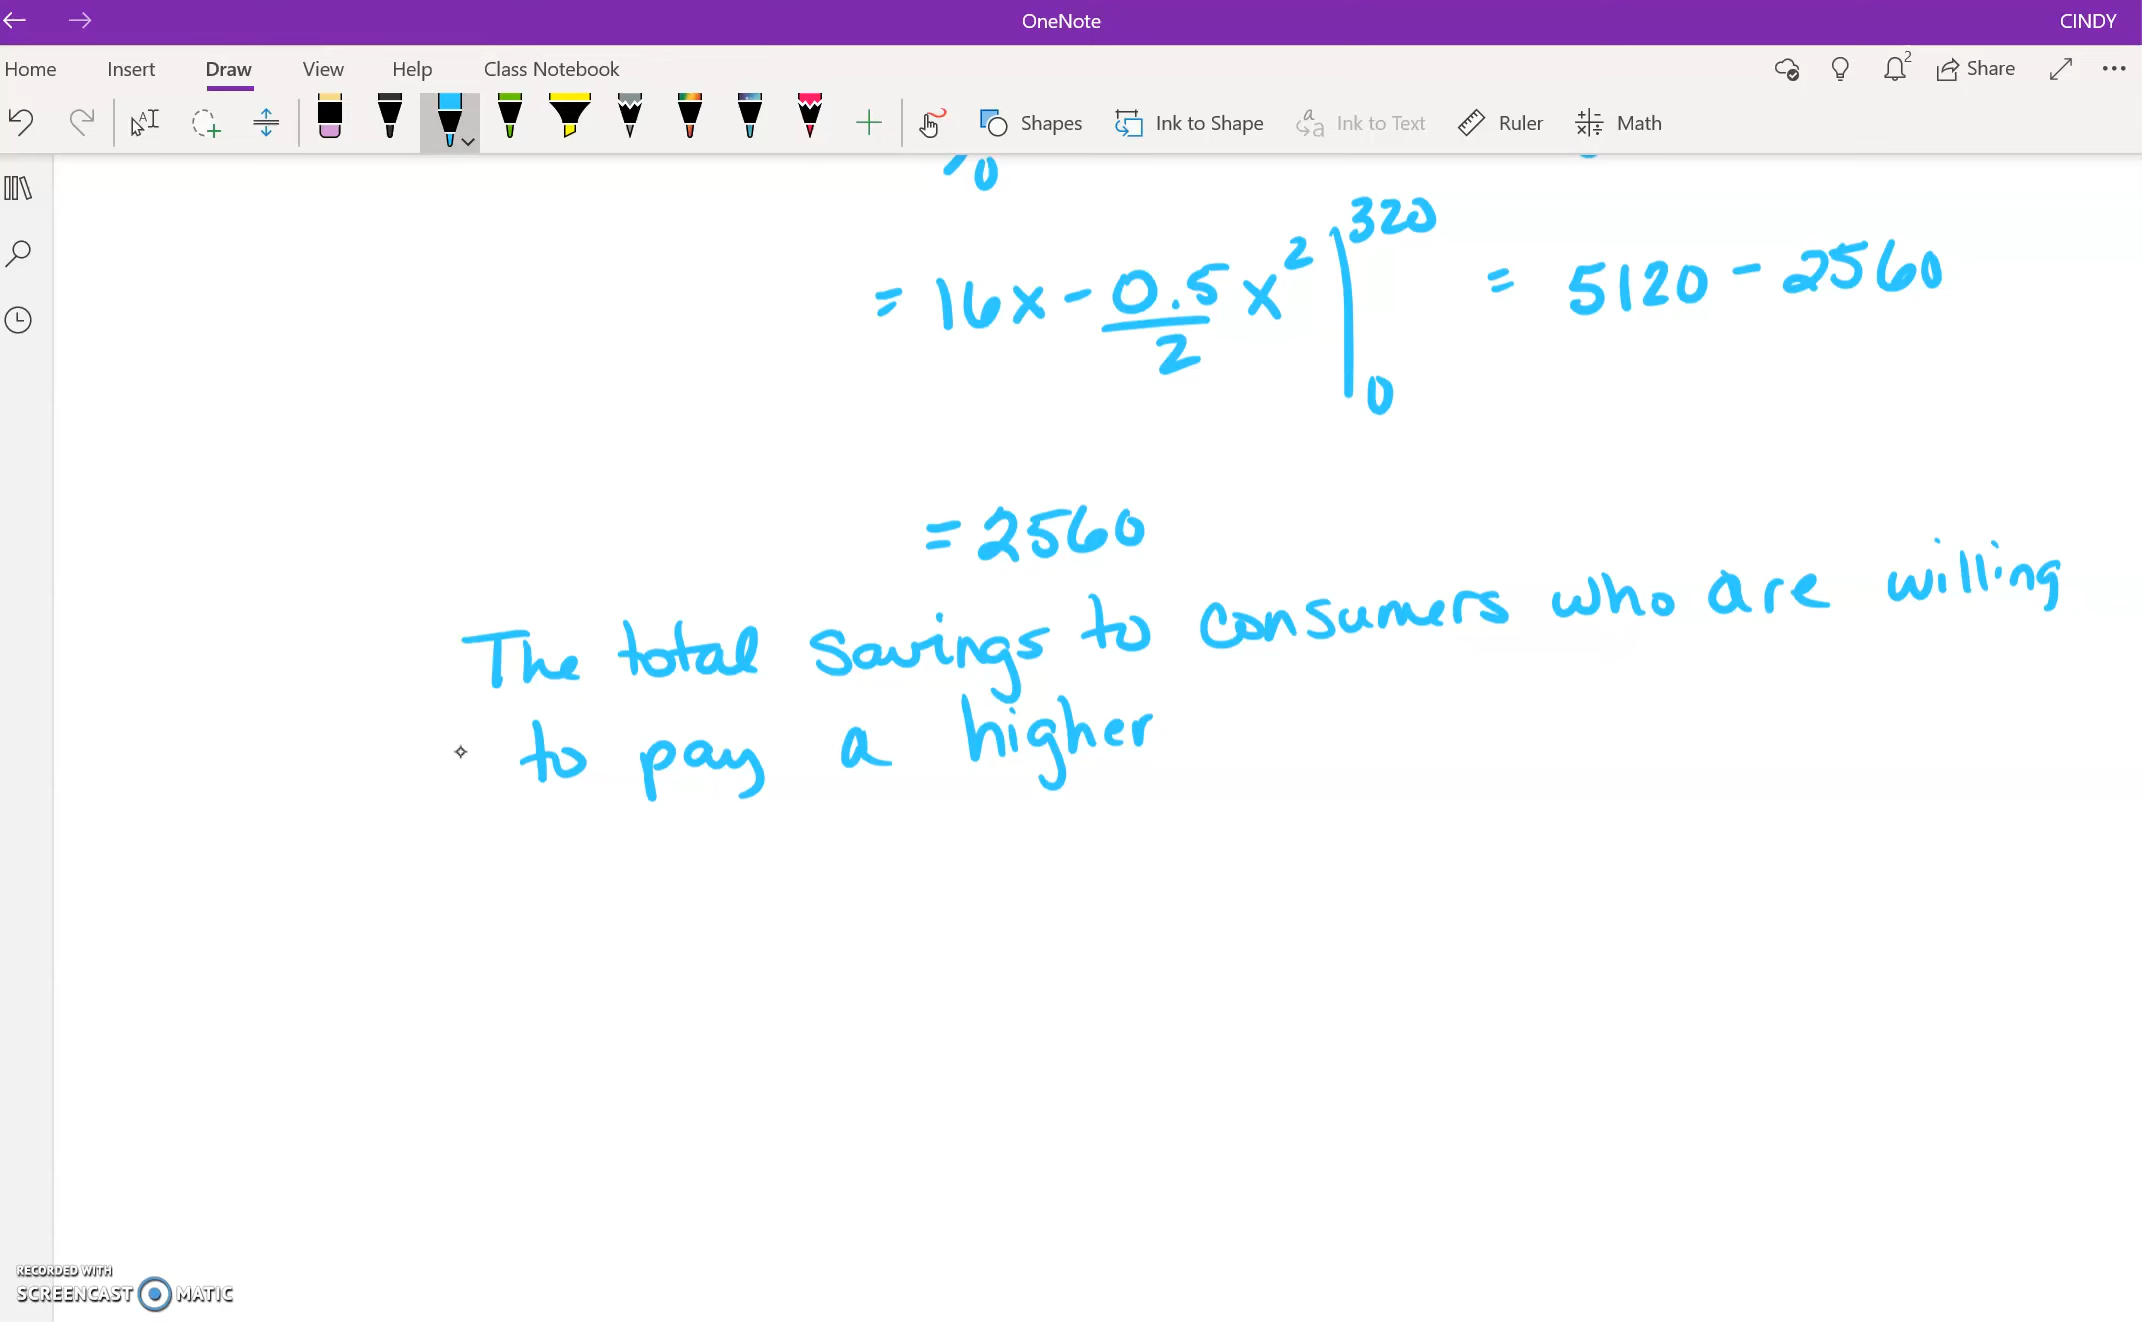 OneNote CINDY
Home Insert Draw View Help Class Notebook 2 Share
Shapes Ink to Shape Ink to Text Ruler Math
0
= 16x - 0.5/2 x² |₀³²⁰ = 5120 - 2560
= 2560
The total savings to consumers who are willing
to pay a higher
RECORDED WITH
SCREENCAST MATIC